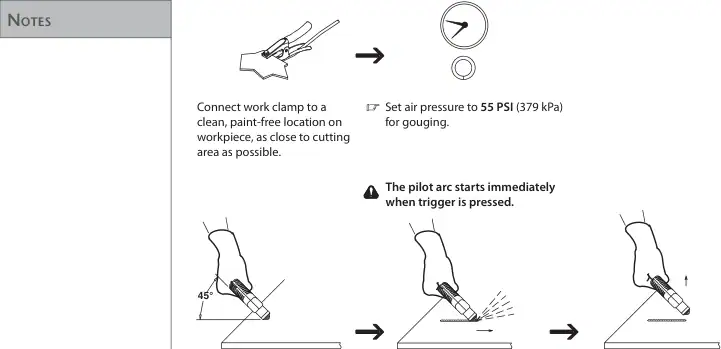 NOTES
Connect work clamp to a
clean, paint-free location on
workpiece, as close to cutting
area as possible.
☞ Set air pressure to 55 PSI (379 kPa)
for gouging.
The pilot arc starts immediately
when trigger is pressed.
45°